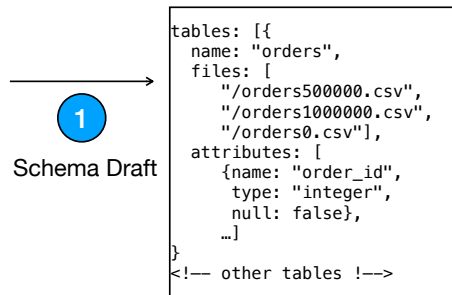 1
Schema Draft
tables: [{
name: "orders",
files: [
"/orders500000.csv",
"/orders1000000.csv",
"/orders0.csv"],
attributes: [
{name: "order_id",
type: "integer",
null: false},
…]
}
<!–– other tables !––>